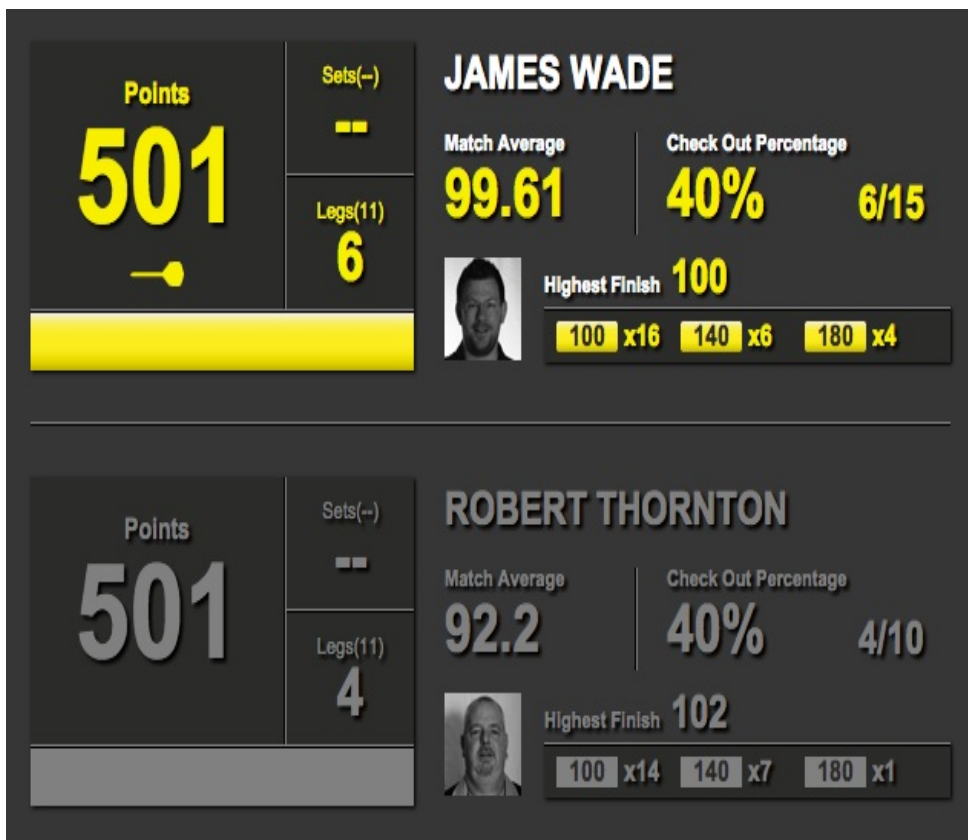 Points
501
Sets(--)
--
Legs(11)
6
JAMES WADE
Match Average
99.61
Check Out Percentage
40% 6/15
Highest Finish 100
100 x16 140 x6 180 x4
Points
501
Sets(--)
--
Legs(11)
4
ROBERT THORNTON
Match Average
92.2
Check Out Percentage
40% 4/10
Highest Finish 102
100 x14 140 x7 180 x1